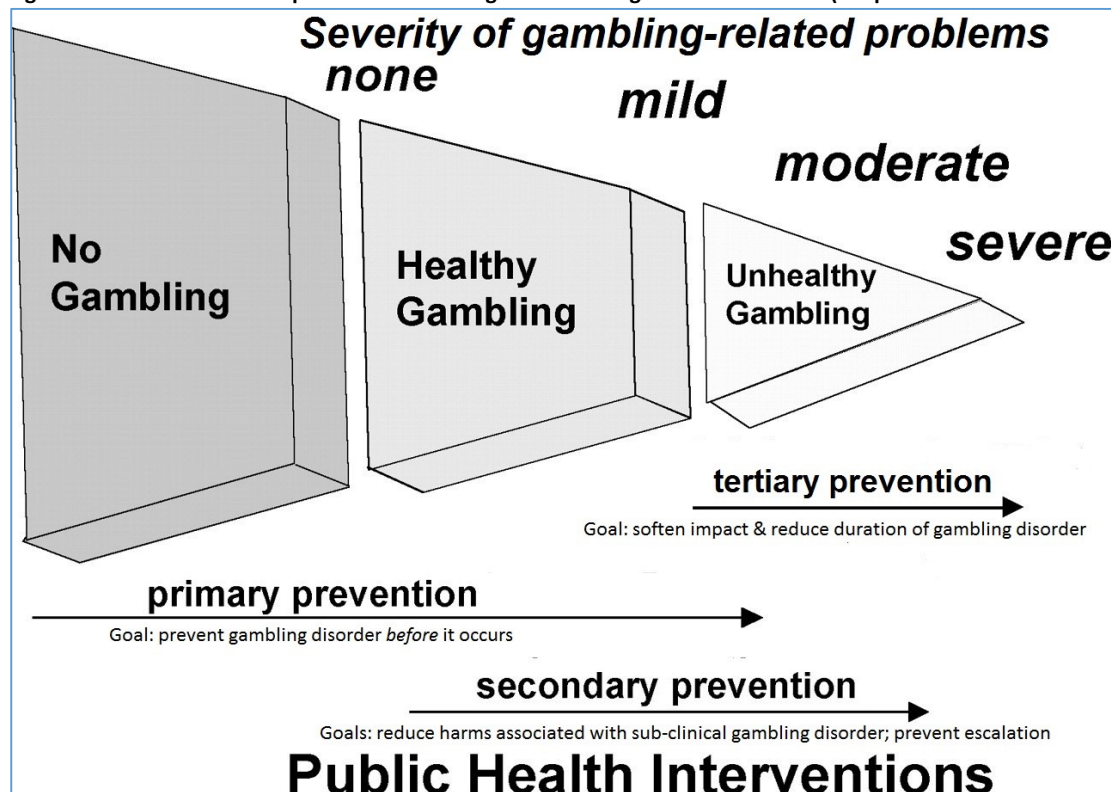 Severity of gambling-related problems
none
mild
moderate
severe
No
Gambling
Healthy
Gambling
Unhealthy
Gambling
tertiary prevention
Goal: soften impact & reduce duration of gambling disorder
primary prevention
Goal: prevent gambling disorder before it occurs
secondary prevention
Goals: reduce harms associated with sub-clinical gambling disorder; prevent escalation
Public Health Interventions